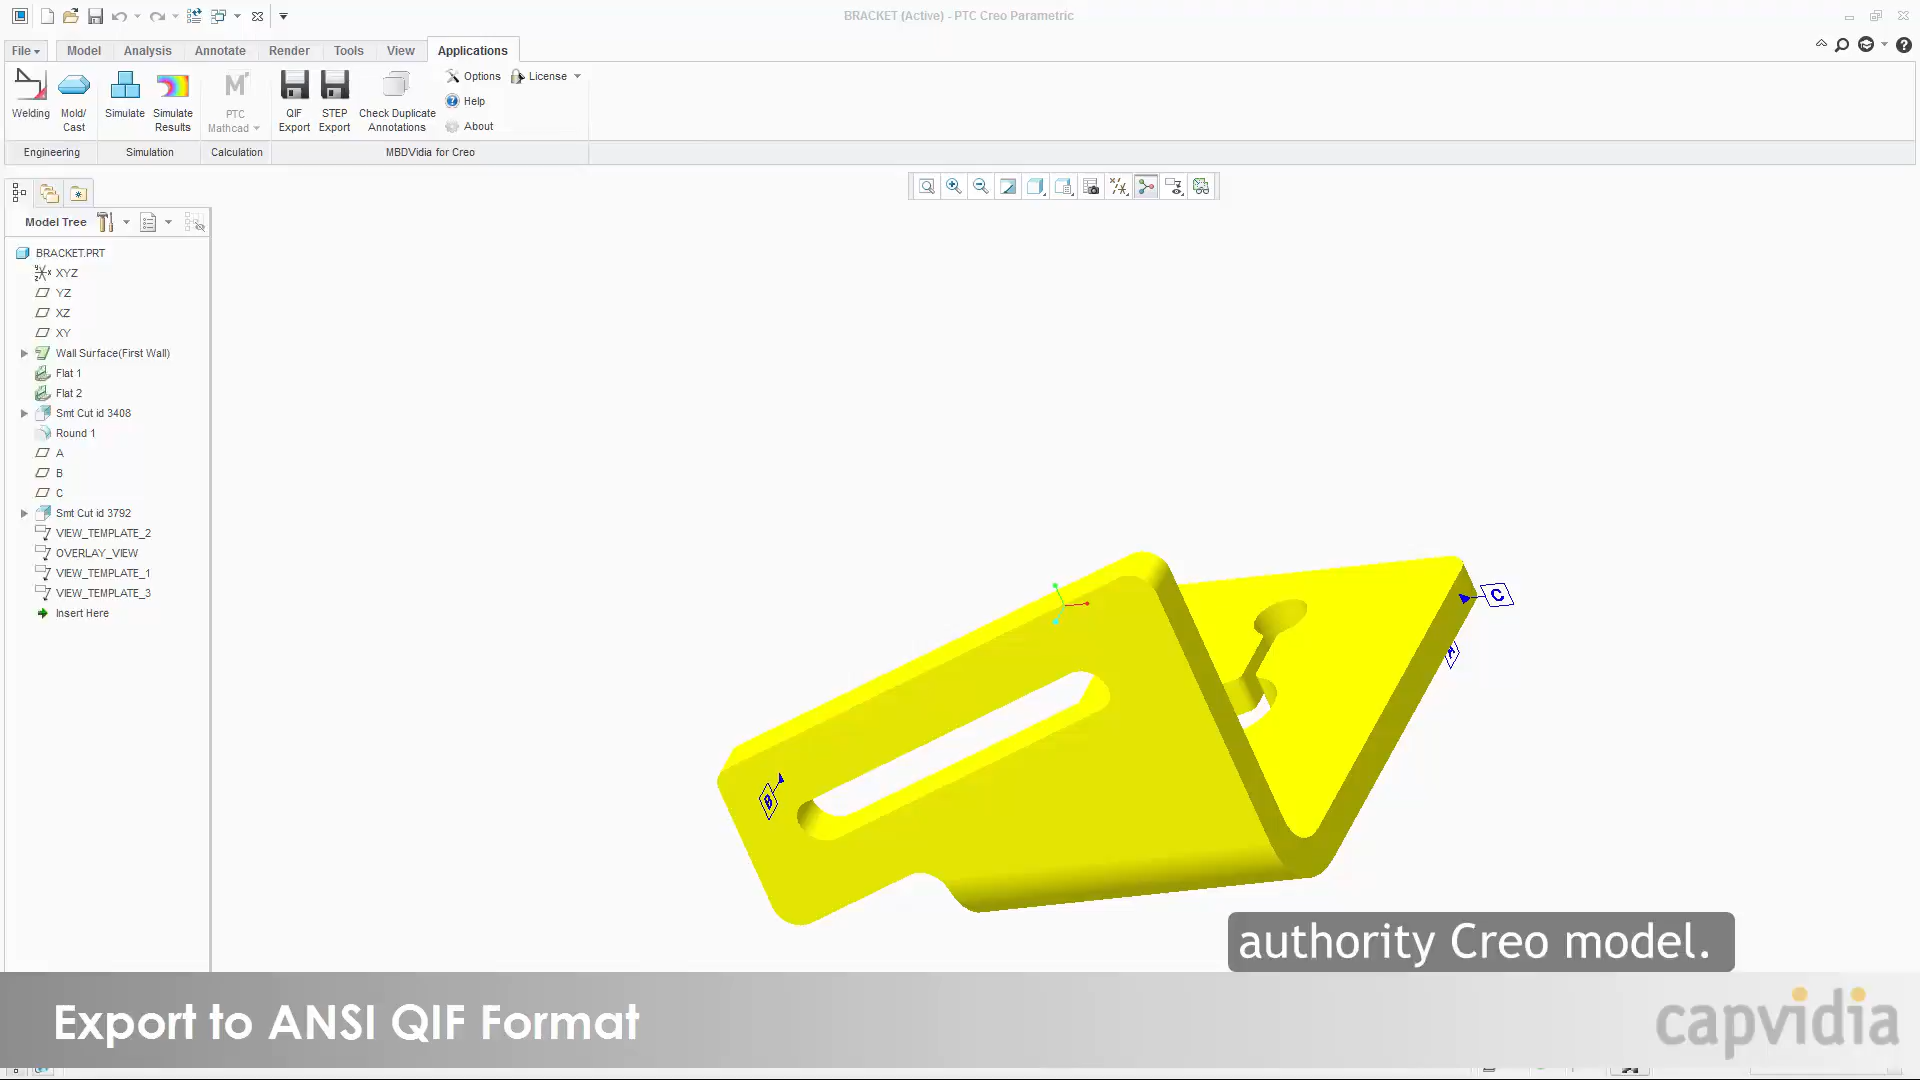 BRACKET (Active) - PTC Creo Parametric
File
Model
Analysis
Annotate
Render
Tools
View
Applications
Welding
Mold/
Cast
Simulate
Simulate
Results
PTC
Mathcad
QIF
Export
STEP
Export
Check Duplicate
Annotations
Options
License
Help
About
Engineering
Simulation
Calculation
MBDVidia for Creo
Model Tree
BRACKET.PRT
XYZ
YZ
XZ
XY
Wall Surface(First Wall)
Flat 1
Flat 2
Smt Cut id 3408
Round 1
A
B
C
Smt Cut id 3792
VIEW_TEMPLATE_2
OVERLAY_VIEW
VIEW_TEMPLATE_1
VIEW_TEMPLATE_3
Insert Here
C
B
authority Creo model.
Export to ANSI QIF Format
capvidia